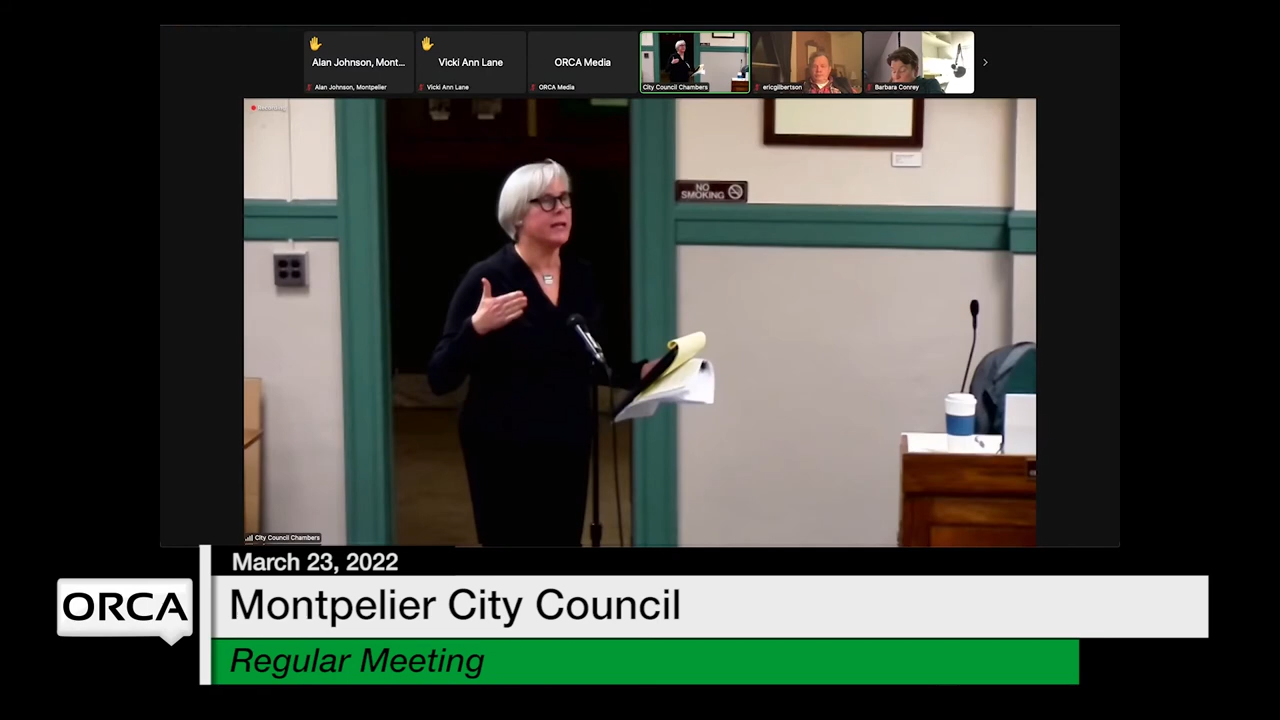 Alan Johnson, Mont...
Vicki Ann Lane
ORCA Media
Alan Johnson, Montpelier
Vicki Ann Lane
ORCA Media
City Council Chambers
ericgilbertson
Barbara Conrey
Recording
NO
SMOKING
City Council Chambers
March 23, 2022
ORCA
Montpelier City Council
Regular Meeting